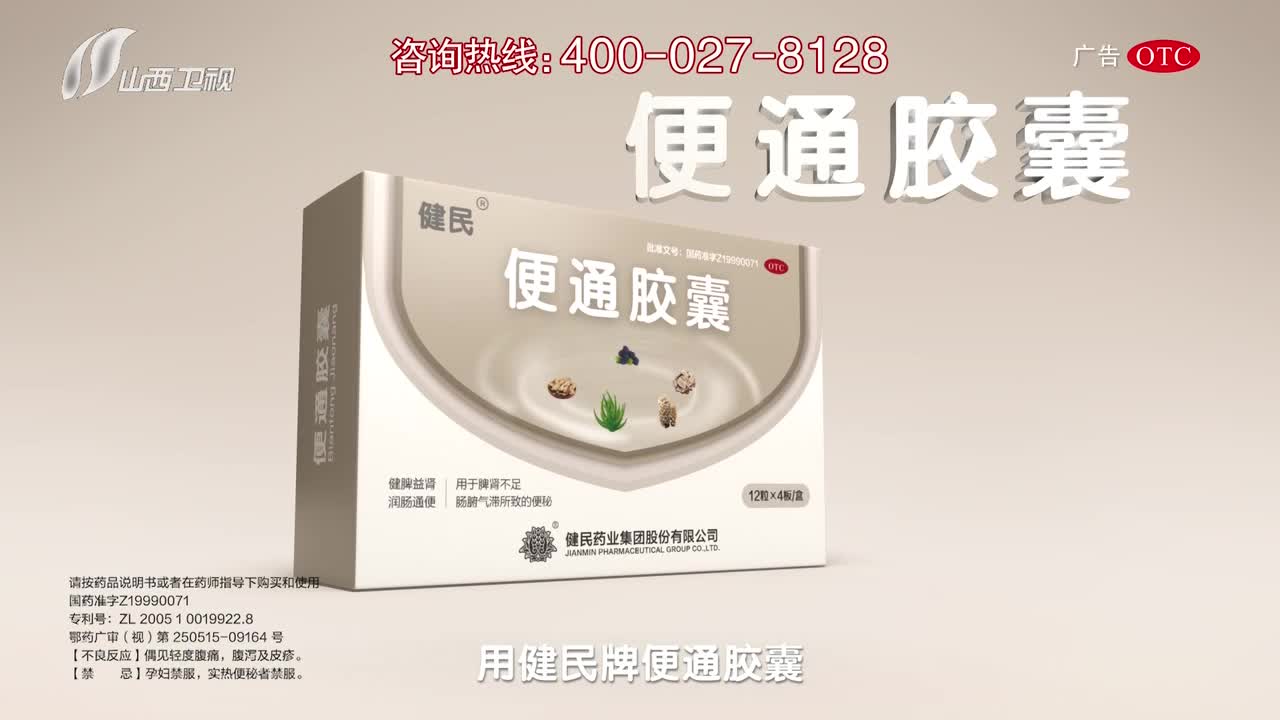 山西卫视
咨询热线:400-027-8128
广告 OTC
便通胶囊
健民®
批准文号：国药准字Z19990071 OTC
便通胶囊
便通胶囊
Biantong Jiaonang
健脾益肾
润肠通便
用于脾肾不足
肠腑气滞所致的便秘
12粒×4板/盒
健民药业集团股份有限公司
JIANMIN PHARMACEUTICAL GROUP CO.,LTD.
请按药品说明书或者在药师指导下购买和使用
国药准字Z19990071
专利号：ZL 2005 1 0019922.8
鄂药广审（视）第 250515-09164 号
【不良反应】偶见轻度腹痛，腹泻及皮疹。
【禁 忌】孕妇禁服，实热便秘者禁服。
用健民牌便通胶囊